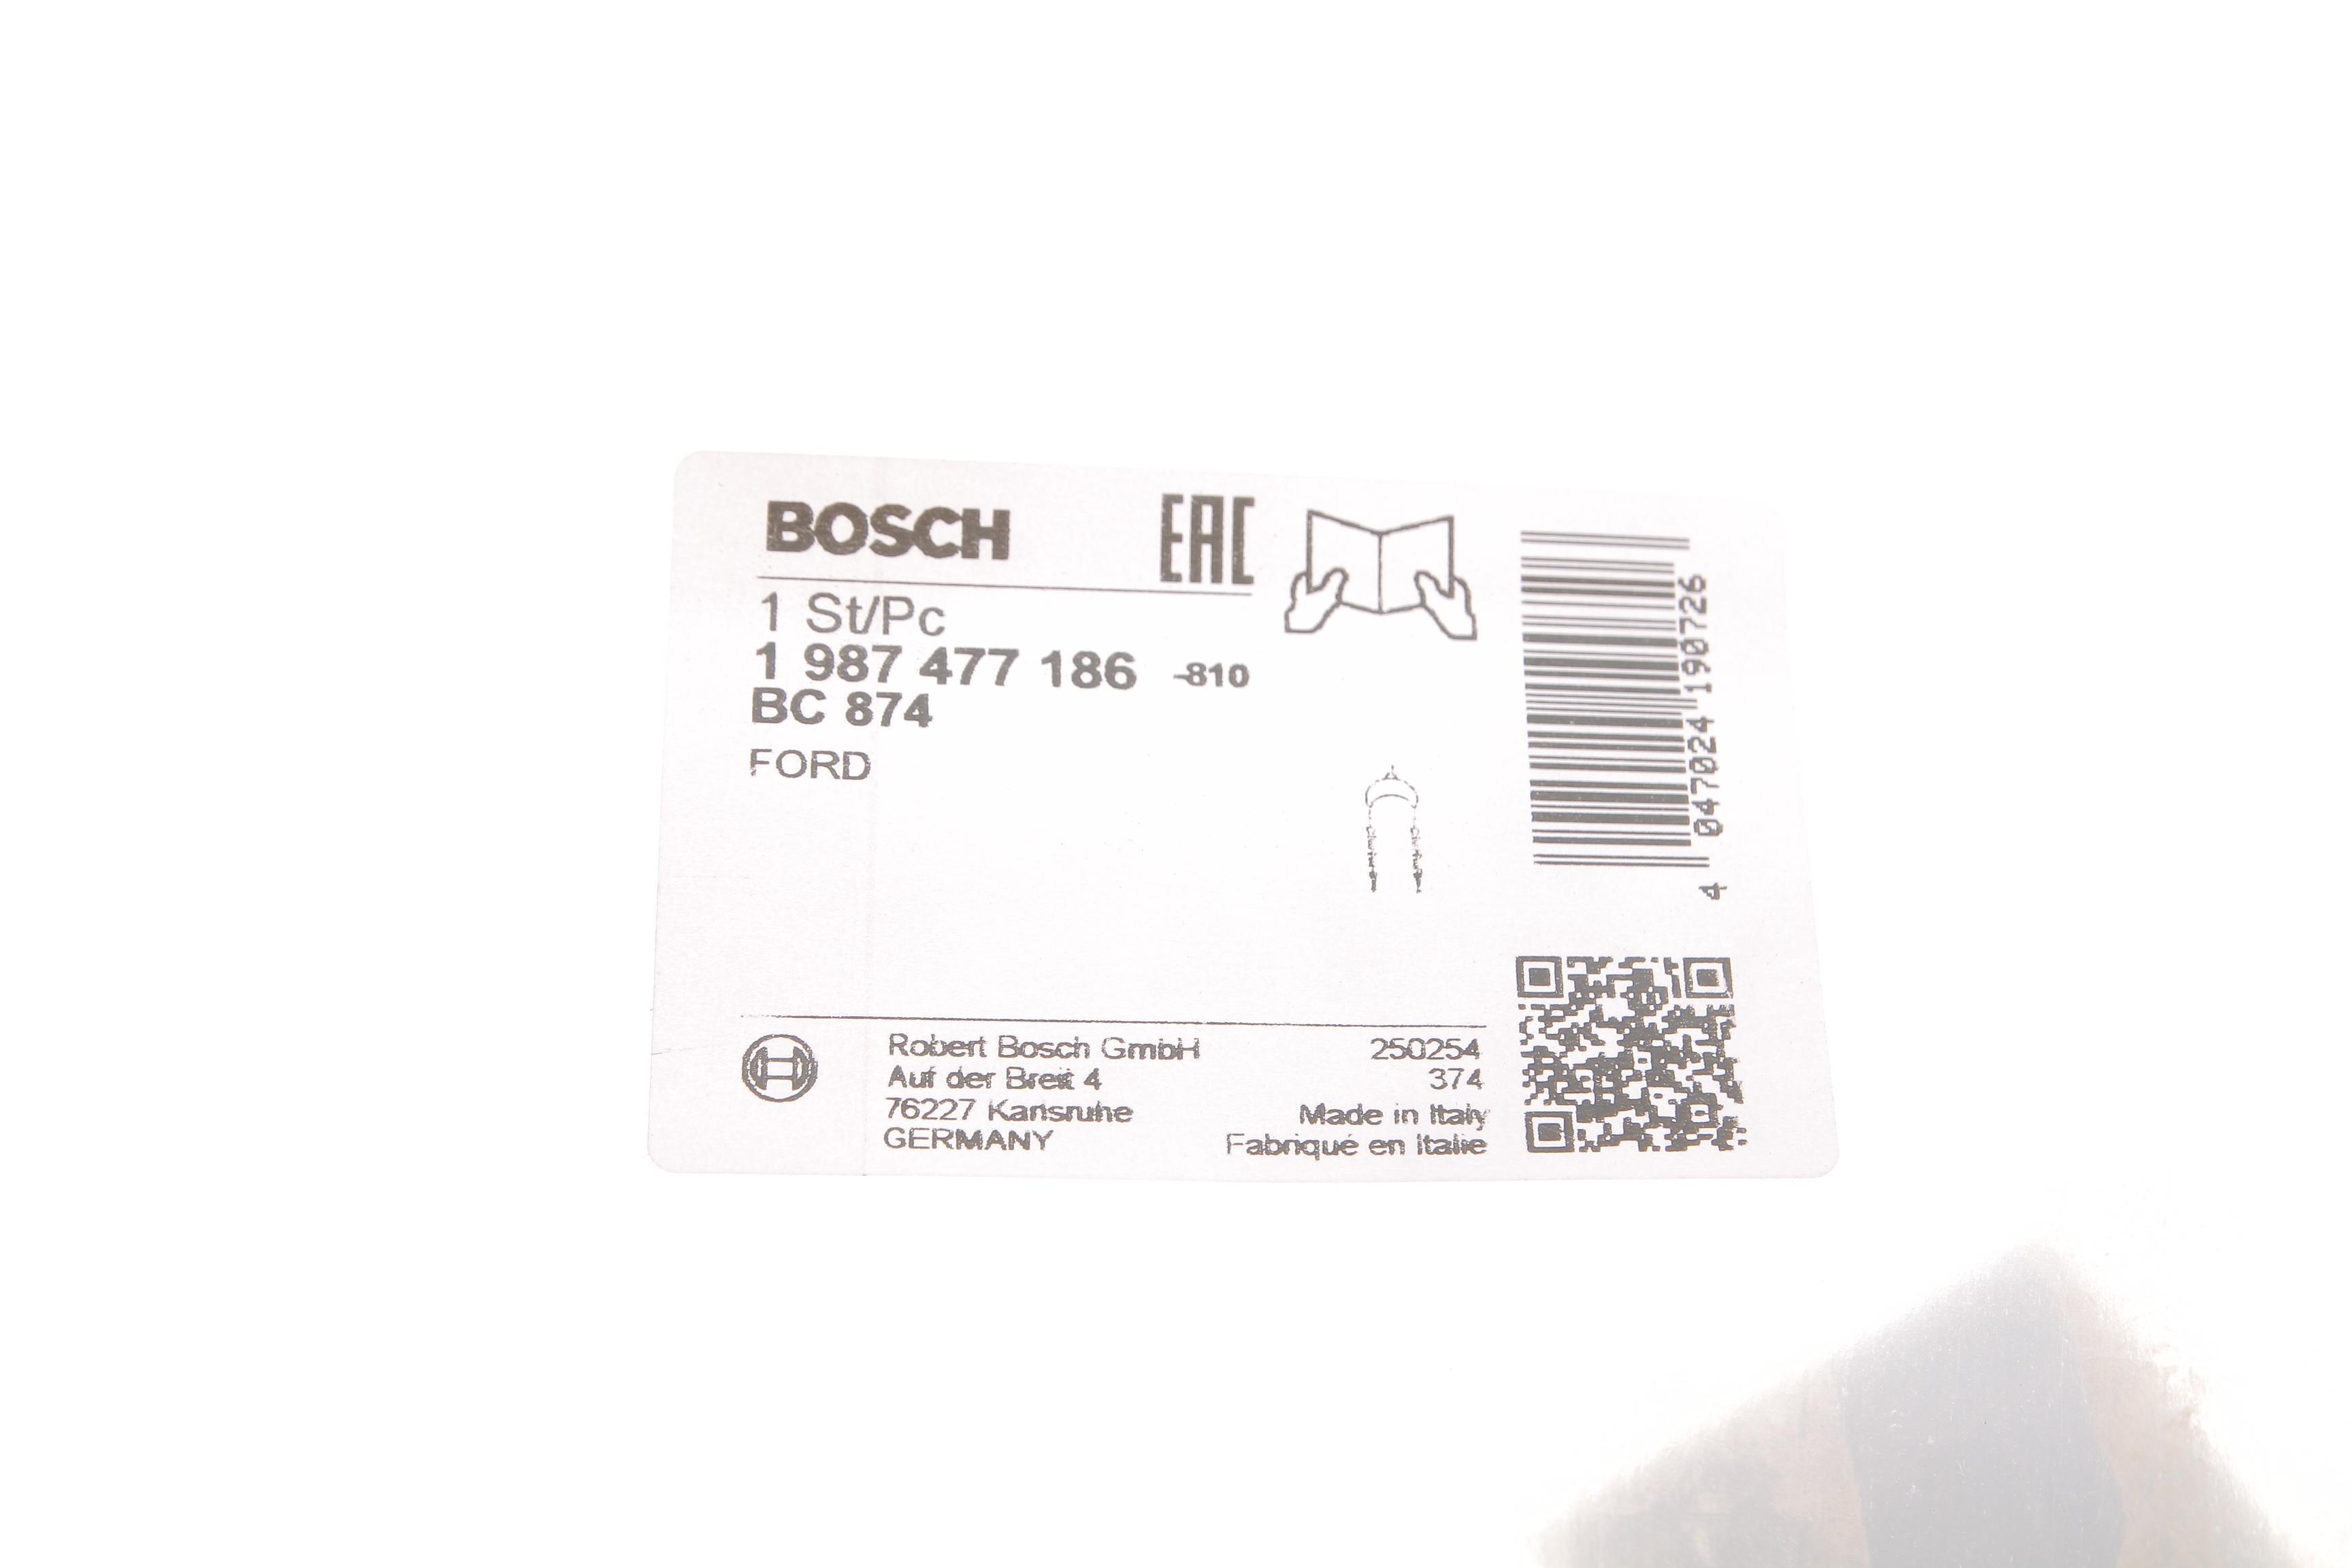 BOSCH
EAC
1 St/Pc
1 987 477 186 -810
BC 874
FORD
4 047024 190726
Robert Bosch GmbH
Auf der Breit 4
76227 Karlsruhe
GERMANY
250254
374
Made in Italy
Fabriqué en Italie